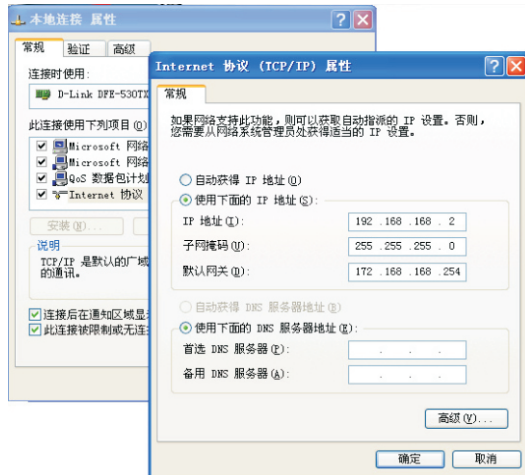 本地连接 属性
常规 验证 高级
连接时使用:
D-Link DFE-530TX
此连接使用下列项目(O)
Microsoft 网络
Microsoft 网络
QoS 数据包计划
Internet 协议
安装(N)...
说明
TCP/IP 是默认的广域
的通讯。
连接后在通知区域显
此连接被限制或无连
Internet 协议 (TCP/IP) 属性
常规
如果网络支持此功能，则可以获取自动指派的 IP 设置。否则，
您需要从网络系统管理员处获得适当的 IP 设置。
自动获得 IP 地址(O)
使用下面的 IP 地址(S):
IP 地址(I): 192 .168 .168 . 2
子网掩码(U): 255 .255 .255 . 0
默认网关(D): 172 .168 .168 .254
自动获得 DNS 服务器地址(B)
使用下面的 DNS 服务器地址(E):
首选 DNS 服务器(P): . . .
备用 DNS 服务器(A): . . .
高级(V)...
确定 取消